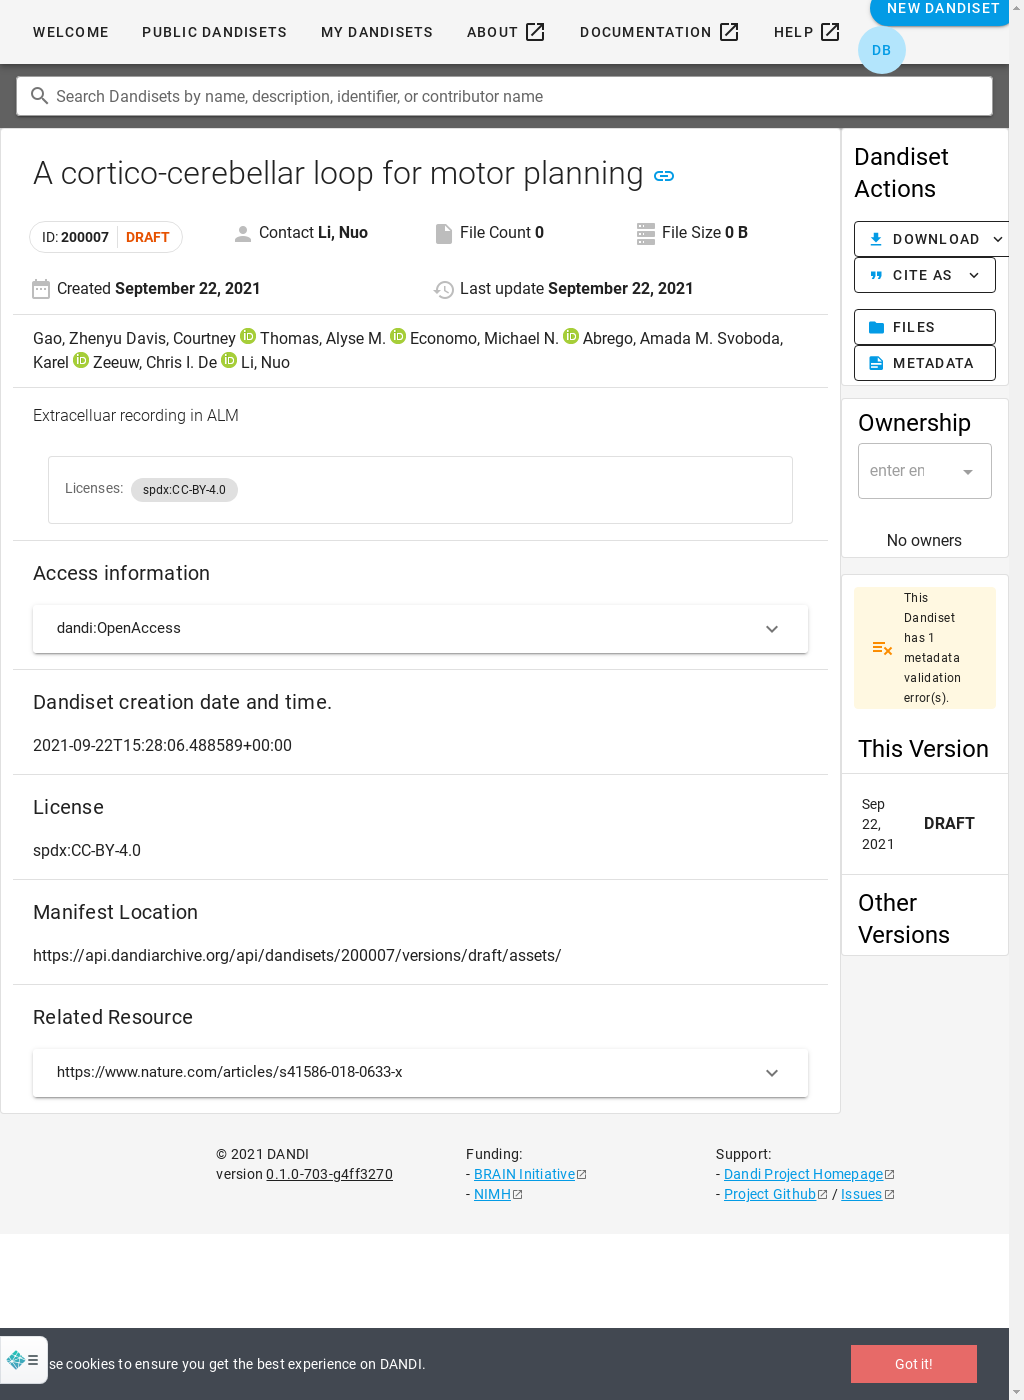 NEW DANDISET
WELCOME PUBLIC DANDISETS MY DANDISETS ABOUT DOCUMENTATION HELP
DB
Search Dandisets by name, description, identifier, or contributor name
A cortico-cerebellar loop for motor planning
ID: 200007 DRAFT
Contact Li, Nuo
File Count 0
File Size 0 B
Created September 22, 2021
Last update September 22, 2021
Gao, Zhenyu Davis, Courtney iD Thomas, Alyse M. iD Economo, Michael N. iD Abrego, Amada M. Svoboda,
Karel iD Zeeuw, Chris I. De iD Li, Nuo
Extracelluar recording in ALM
Licenses: spdx:CC-BY-4.0
Access information
dandi:OpenAccess
Dandiset creation date and time.
2021-09-22T15:28:06.488589+00:00
License
spdx:CC-BY-4.0
Manifest Location
https://api.dandiarchive.org/api/dandisets/200007/versions/draft/assets/
Related Resource
https://www.nature.com/articles/s41586-018-0633-x
Dandiset
Actions
DOWNLOAD
CITE AS
FILES
METADATA
Ownership
enter en
No owners
This
Dandiset
has 1
metadata
validation
error(s).
This Version
Sep
22,
2021
DRAFT
Other
Versions
© 2021 DANDI
version 0.1.0-703-g4ff3270
Funding:
- BRAIN Initiative
- NIMH
Support:
- Dandi Project Homepage
- Project Github / Issues
se cookies to ensure you get the best experience on DANDI.
Got it!